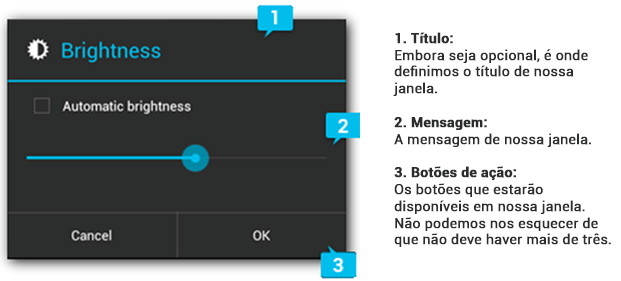 1
Brightness
Automatic brightness
2
Cancel
OK
3
1. Título:
Embora seja opcional, é onde
definimos o título de nossa
janela.
2. Mensagem:
A mensagem de nossa janela.
3. Botões de ação:
Os botões que estarão
disponíveis em nossa janela.
Não podemos nos esquecer de
que não deve haver mais de três.